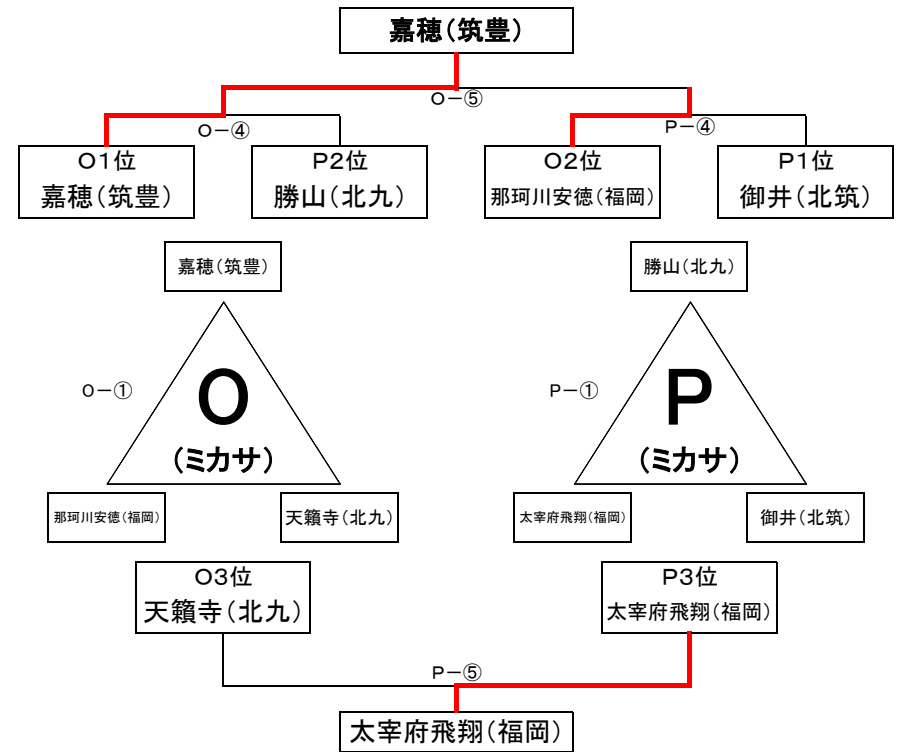 嘉穂(筑豊)
O-⑤
O-④
P-④
O1位
嘉穂(筑豊)
P2位
勝山(北九)
O2位
那珂川安徳(福岡)
P1位
御井(北筑)
嘉穂(筑豊)
勝山(北九)
O-①
O
(ミカサ)
P-①
P
(ミカサ)
那珂川安徳(福岡)
天籟寺(北九)
太宰府飛翔(福岡)
御井(北筑)
O3位
天籟寺(北九)
P3位
太宰府飛翔(福岡)
P-⑤
太宰府飛翔(福岡)